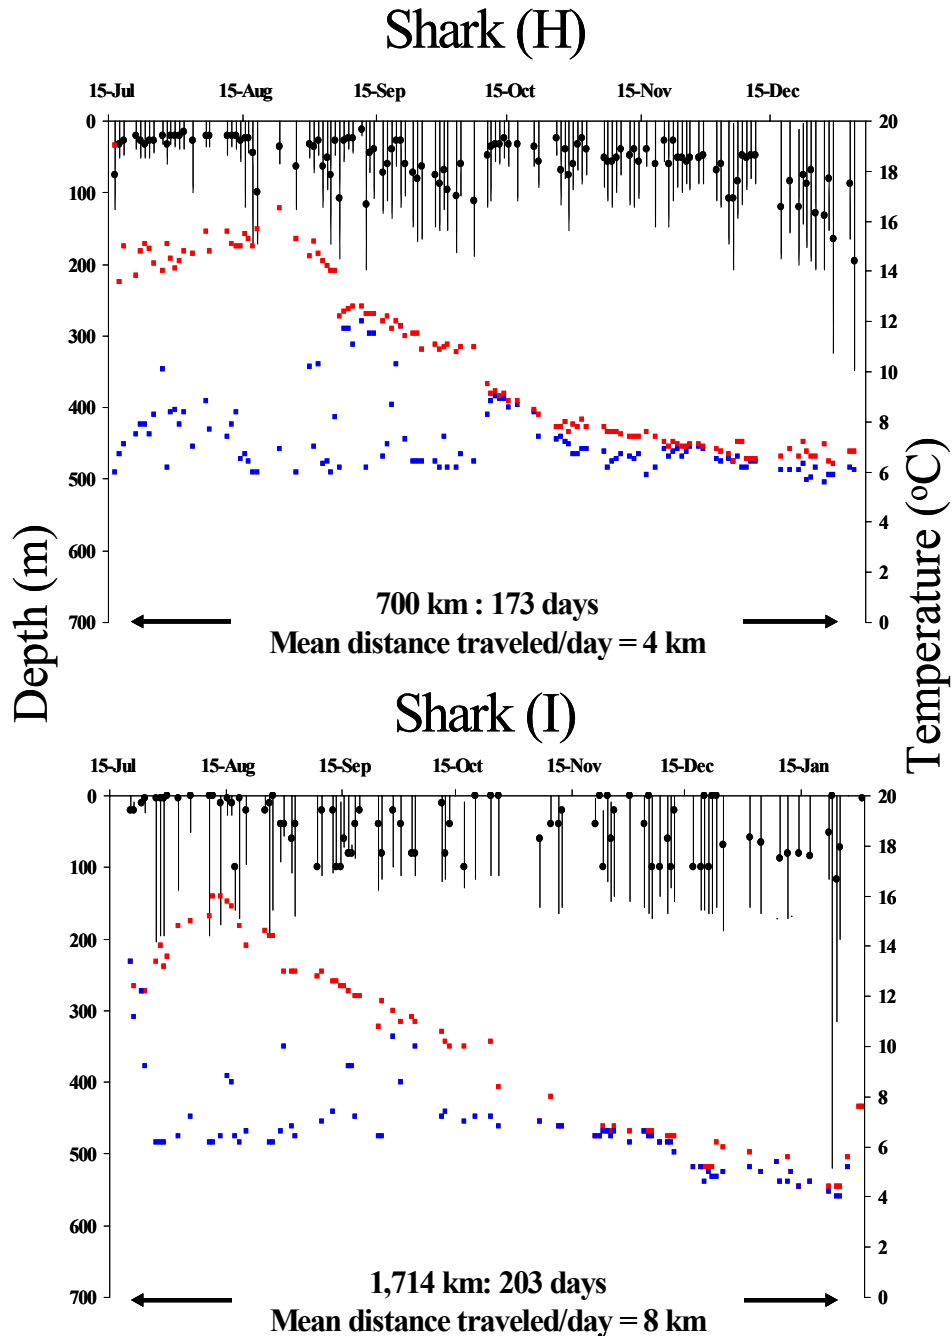 Shark (H)
15-Jul 15-Aug 15-Sep 15-Oct 15-Nov 15-Dec
0 20
100 18
200 16
14
300 12
10
400 8
500 6
4
600 2
700 0
700 km : 173 days
Mean distance traveled/day = 4 km
Depth (m)
Temperature (°C)
Shark (I)
15-Jul 15-Aug 15-Sep 15-Oct 15-Nov 15-Dec 15-Jan
0 20
100 18
200 16
14
300 12
10
400 8
500 6
4
600 2
700 0
1,714 km: 203 days
Mean distance traveled/day = 8 km